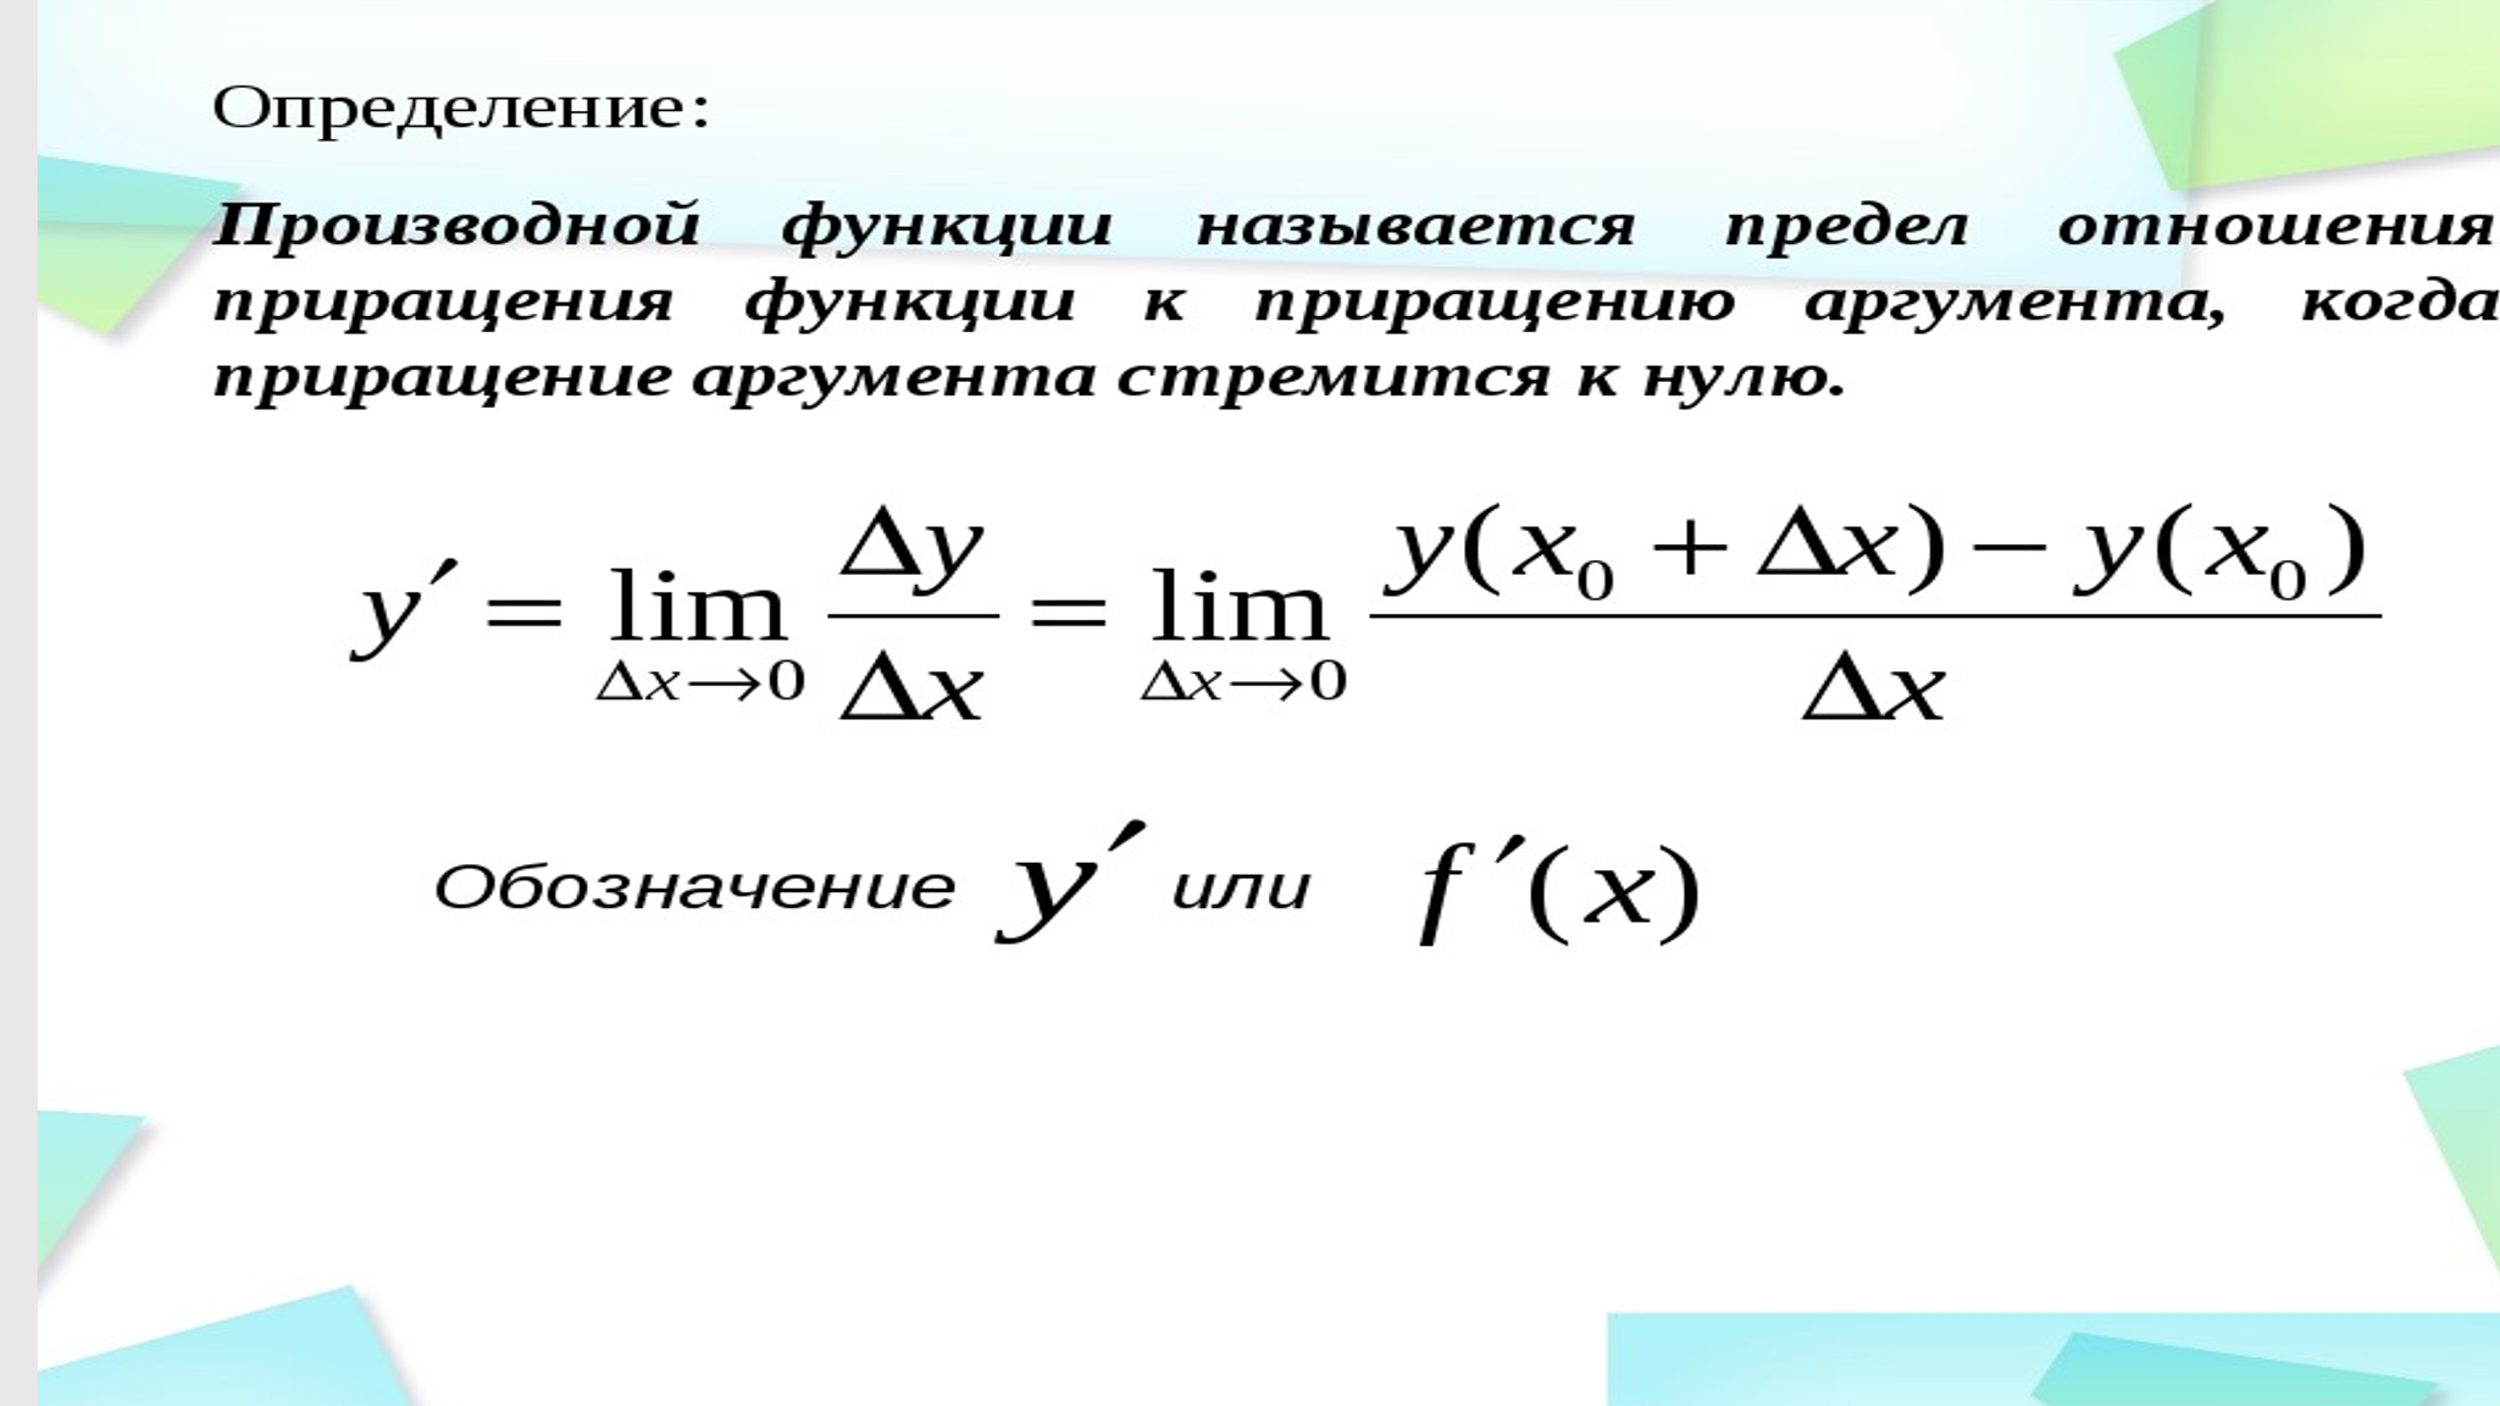 Определение:
Производной функции называется предел отношения
приращения функции к приращению аргумента, когда
приращение аргумента стремится к нулю.
y′ = lim_{Δx→0} Δy/Δx = lim_{Δx→0} (y(x₀ + Δx) − y(x₀))/Δx
Обозначение y′ или f′(x)